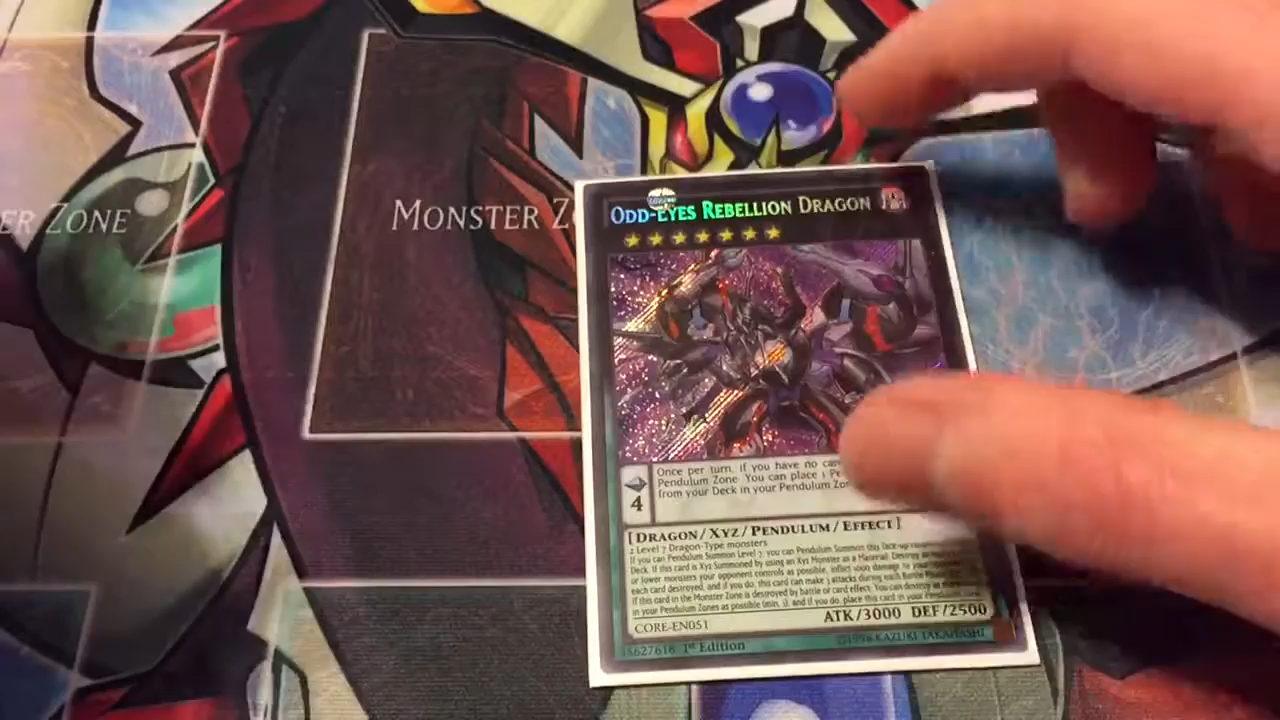 ER ZONE
MONSTER Z
ODD-EYES REBELLION DRAGON
Once per turn, if you have no
Pendulum Zone: You can place 1
from your Deck in your Pendulum
4
[DRAGON/XYZ/PENDULUM/EFFECT]
2 Level 7 Dragon-Type monsters
If you can Pendulum Summon Level 7, you can Pendulum Summon this face-up
Deck. If this card is Xyz Summoned by using an Xyz Monster as a Material: Destroy as many
or lower monsters your opponent controls as possible, inflict 1000 damage to your opponent
each card destroyed, and if you do, this card can make 3 attacks during each Battle Phase
If this card in the Monster Zone is destroyed by battle or card effect: You can destroy as many
in your Pendulum Zones as possible (min. 1), and if you do, place this card in your Pendulum
ATK/3000 DEF/2500
CORE-EN051
1st Edition
©1996 KAZUKI TAKAHASHI